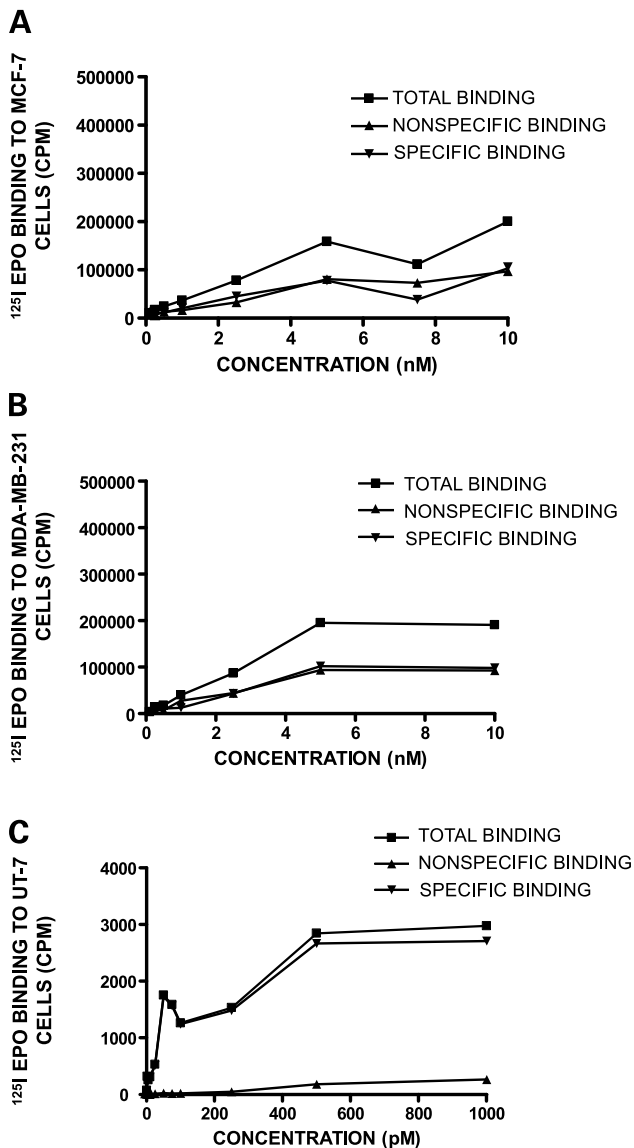 A
¹²⁵I EPO BINDING TO MCF-7
CELLS (CPM)
500000
400000
300000
200000
100000
0
0
2
4
6
8
10
CONCENTRATION (nM)
TOTAL BINDING
NONSPECIFIC BINDING
SPECIFIC BINDING
B
¹²⁵I EPO BINDING TO MDA-MB-231
CELLS (CPM)
500000
400000
300000
200000
100000
0
0
2
4
6
8
10
CONCENTRATION (nM)
TOTAL BINDING
NONSPECIFIC BINDING
SPECIFIC BINDING
C
¹²⁵I EPO BINDING TO UT-7
CELLS (CPM)
4000
3000
2000
1000
0
0
200
400
600
800
1000
CONCENTRATION (pM)
TOTAL BINDING
NONSPECIFIC BINDING
SPECIFIC BINDING